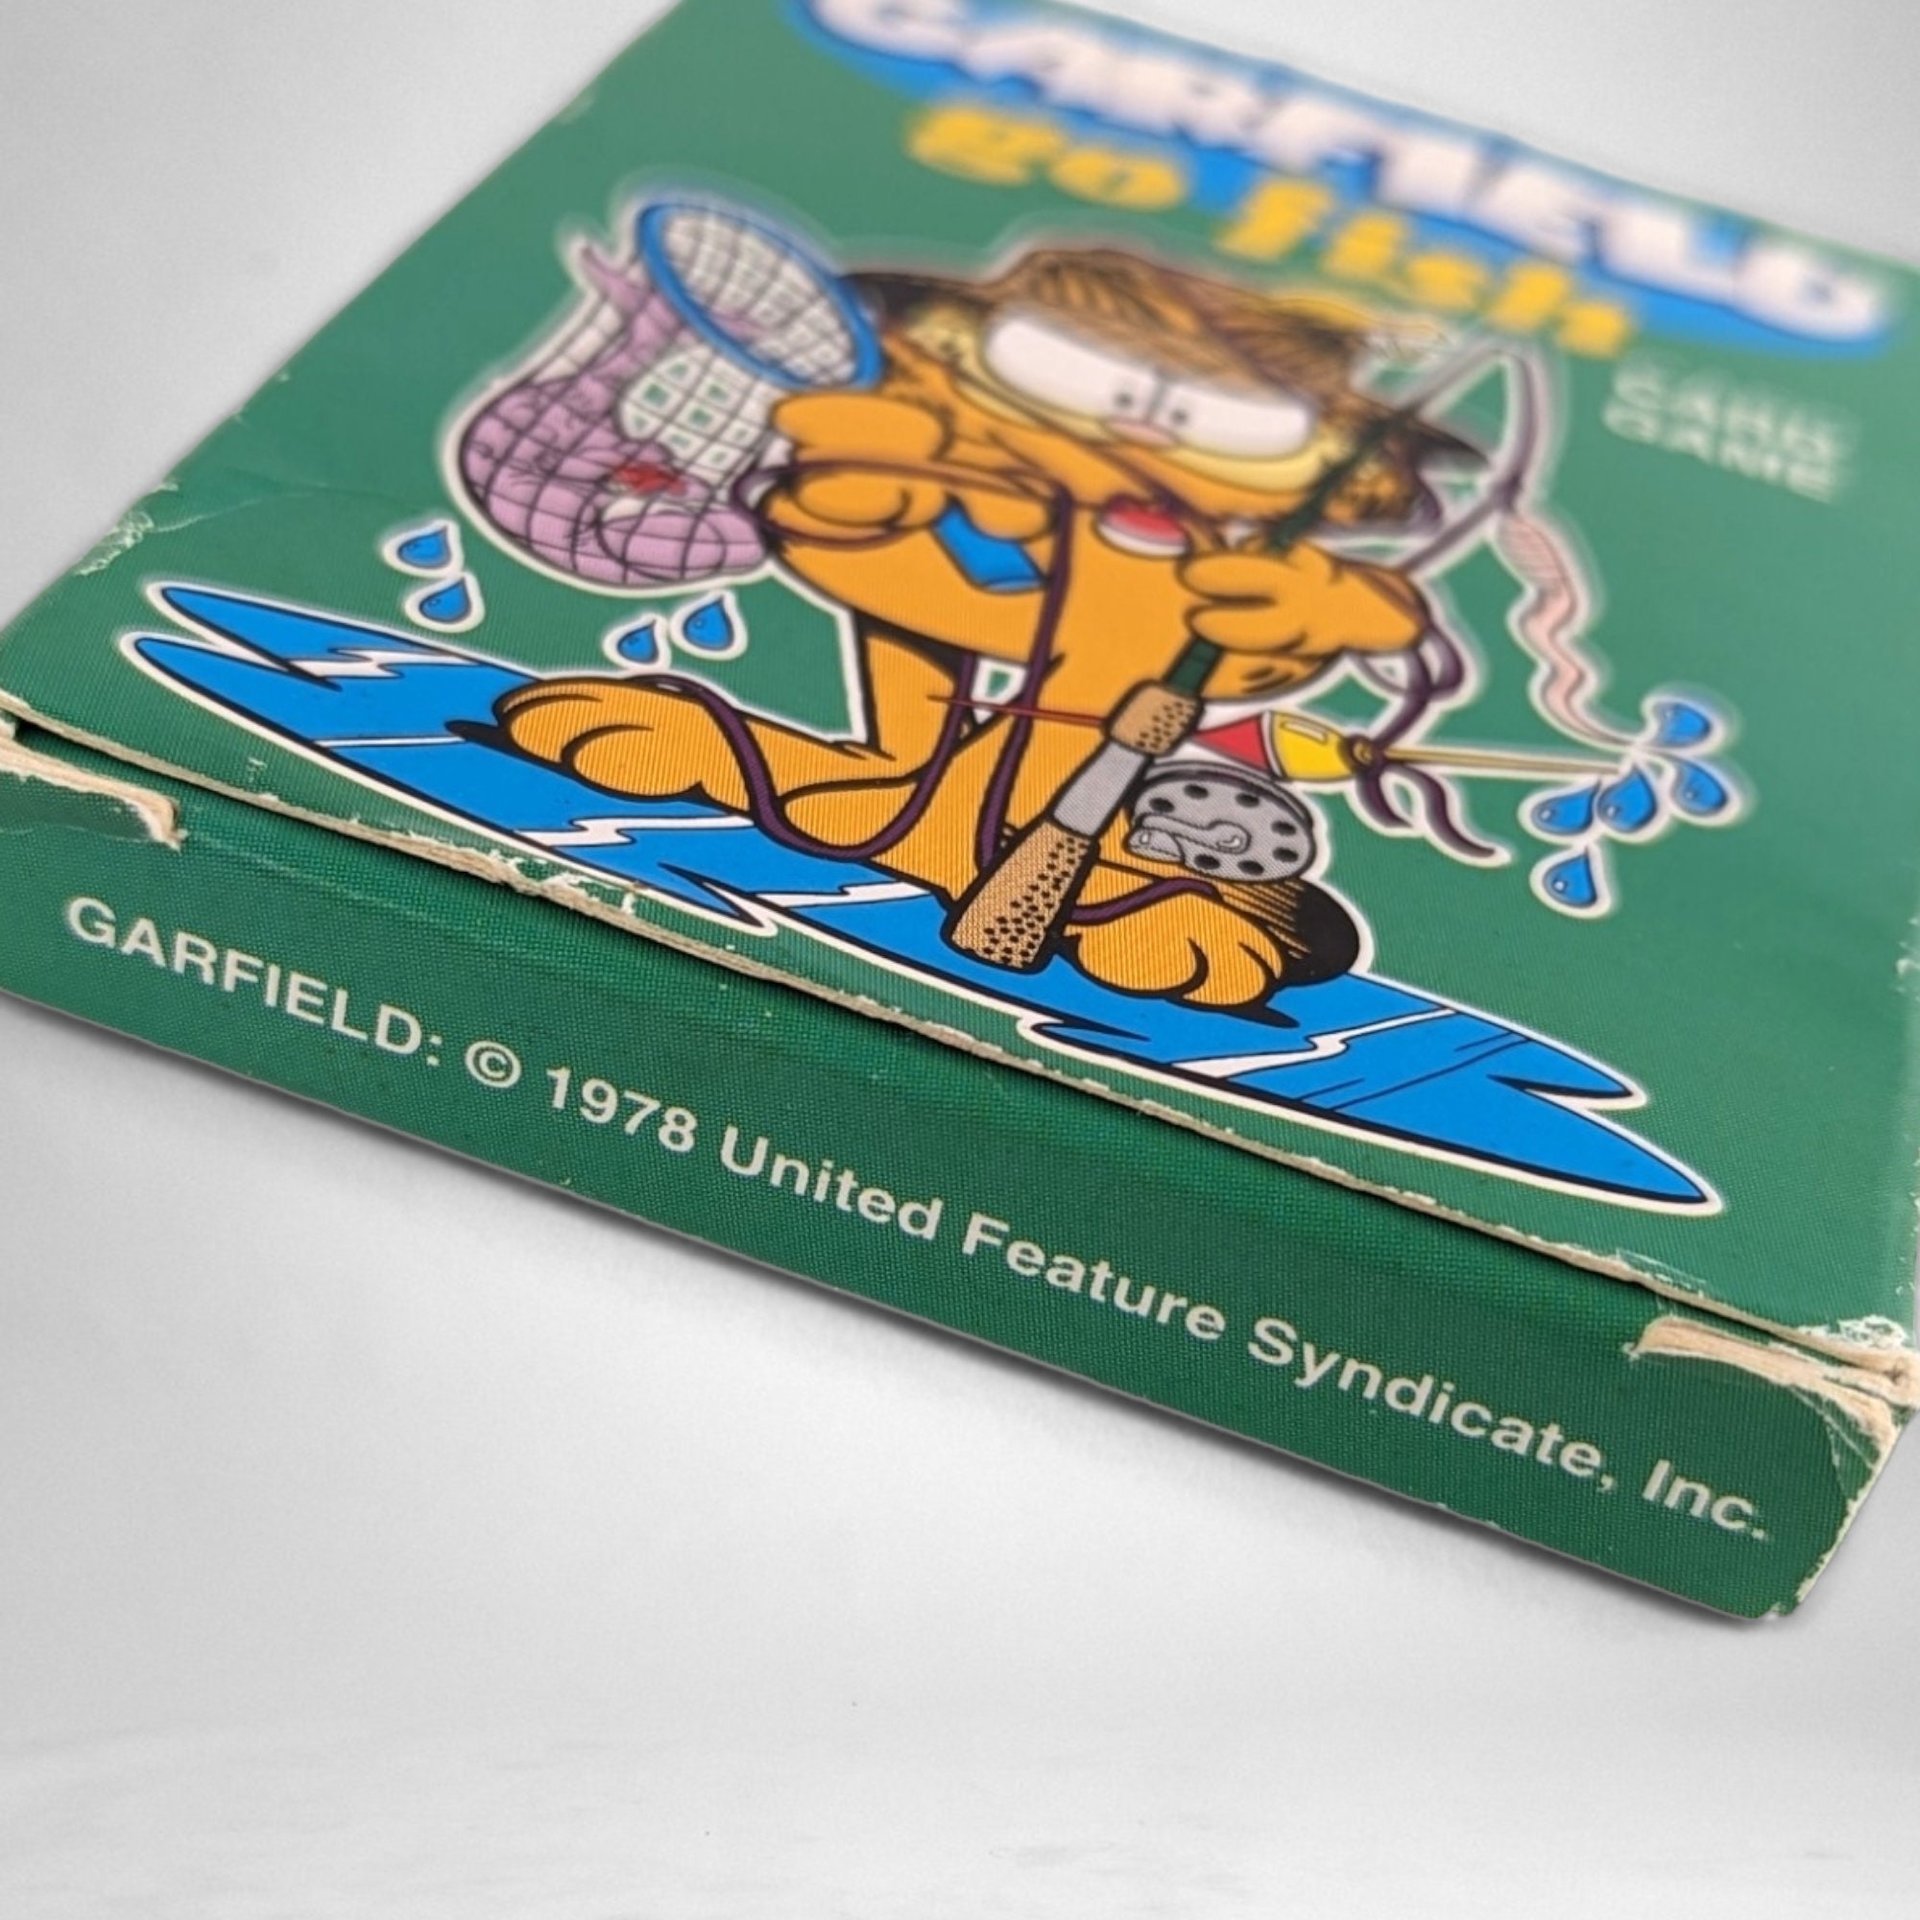 GARFIELD
go fish
CARD
GAME
GARFIELD: © 1978 United Feature Syndicate, Inc.